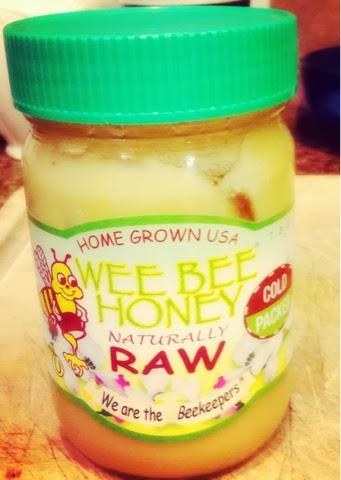 HOME GROWN USA
WEE BEE
HONEY
COLD
PACKED
NATURALLY
RAW
We are the Beekeepers